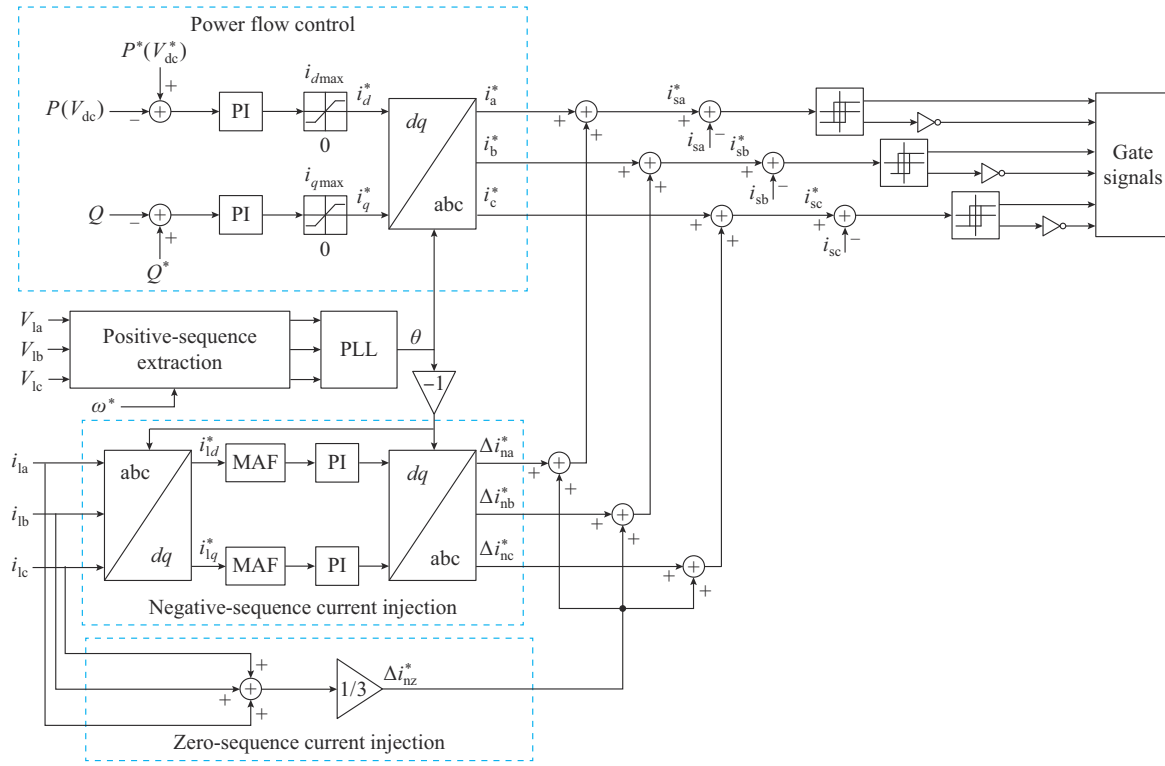 Power flow control
P*(V*dc)
+
P(Vdc)
−
PI
idmax
0
i*d
dq
abc
i*a
i*b
i*c
Q
−
+
Q*
PI
iqmax
0
i*q
+
+
i*sa
+
isa
−
+
+
i*sb
+
isb
−
+
+
i*sc
+
isc
−
Gate
signals
Vla
Vlb
Vlc
Positive-sequence
extraction
PLL
θ
ω*
−1
ila
ilb
ilc
abc
dq
i*ld
MAF
PI
i*lq
MAF
PI
dq
abc
Δi*na
+
+
Δi*nb
+
+
Δi*nc
+
+
Negative-sequence current injection
+
+
+
1/3
Δi*nz
Zero-sequence current injection